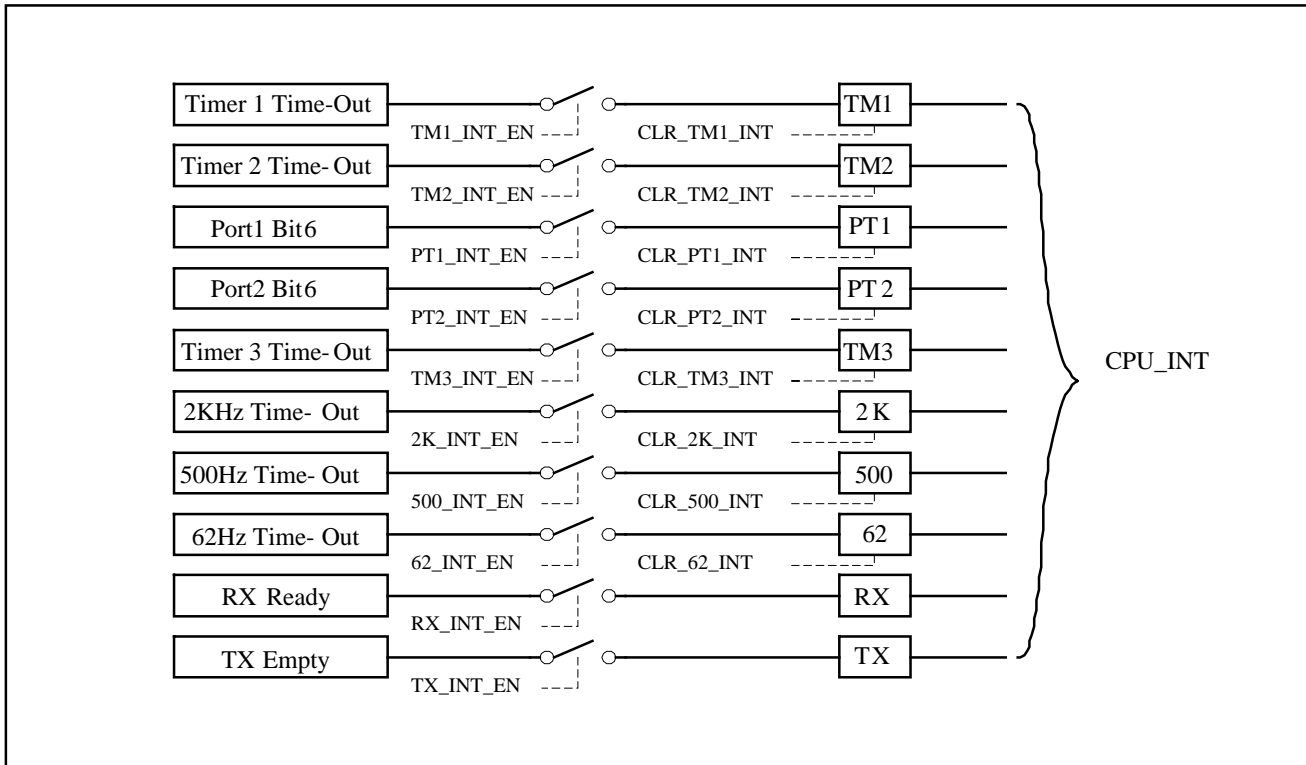 Timer 1 Time-Out
TM1
TM1_INT_EN
CLR_TM1_INT
Timer 2 Time- Out
TM2
TM2_INT_EN
CLR_TM2_INT
Port1 Bit6
PT1
PT1_INT_EN
CLR_PT1_INT
Port2 Bit6
PT 2
PT2_INT_EN
CLR_PT2_INT
Timer 3 Time- Out
TM3
CPU_INT
TM3_INT_EN
CLR_TM3_INT
2KHz Time- Out
2 K
2K_INT_EN
CLR_2K_INT
500Hz Time- Out
500
500_INT_EN
CLR_500_INT
62Hz Time- Out
62
62_INT_EN
CLR_62_INT
RX Ready
RX
RX_INT_EN
TX Empty
TX
TX_INT_EN